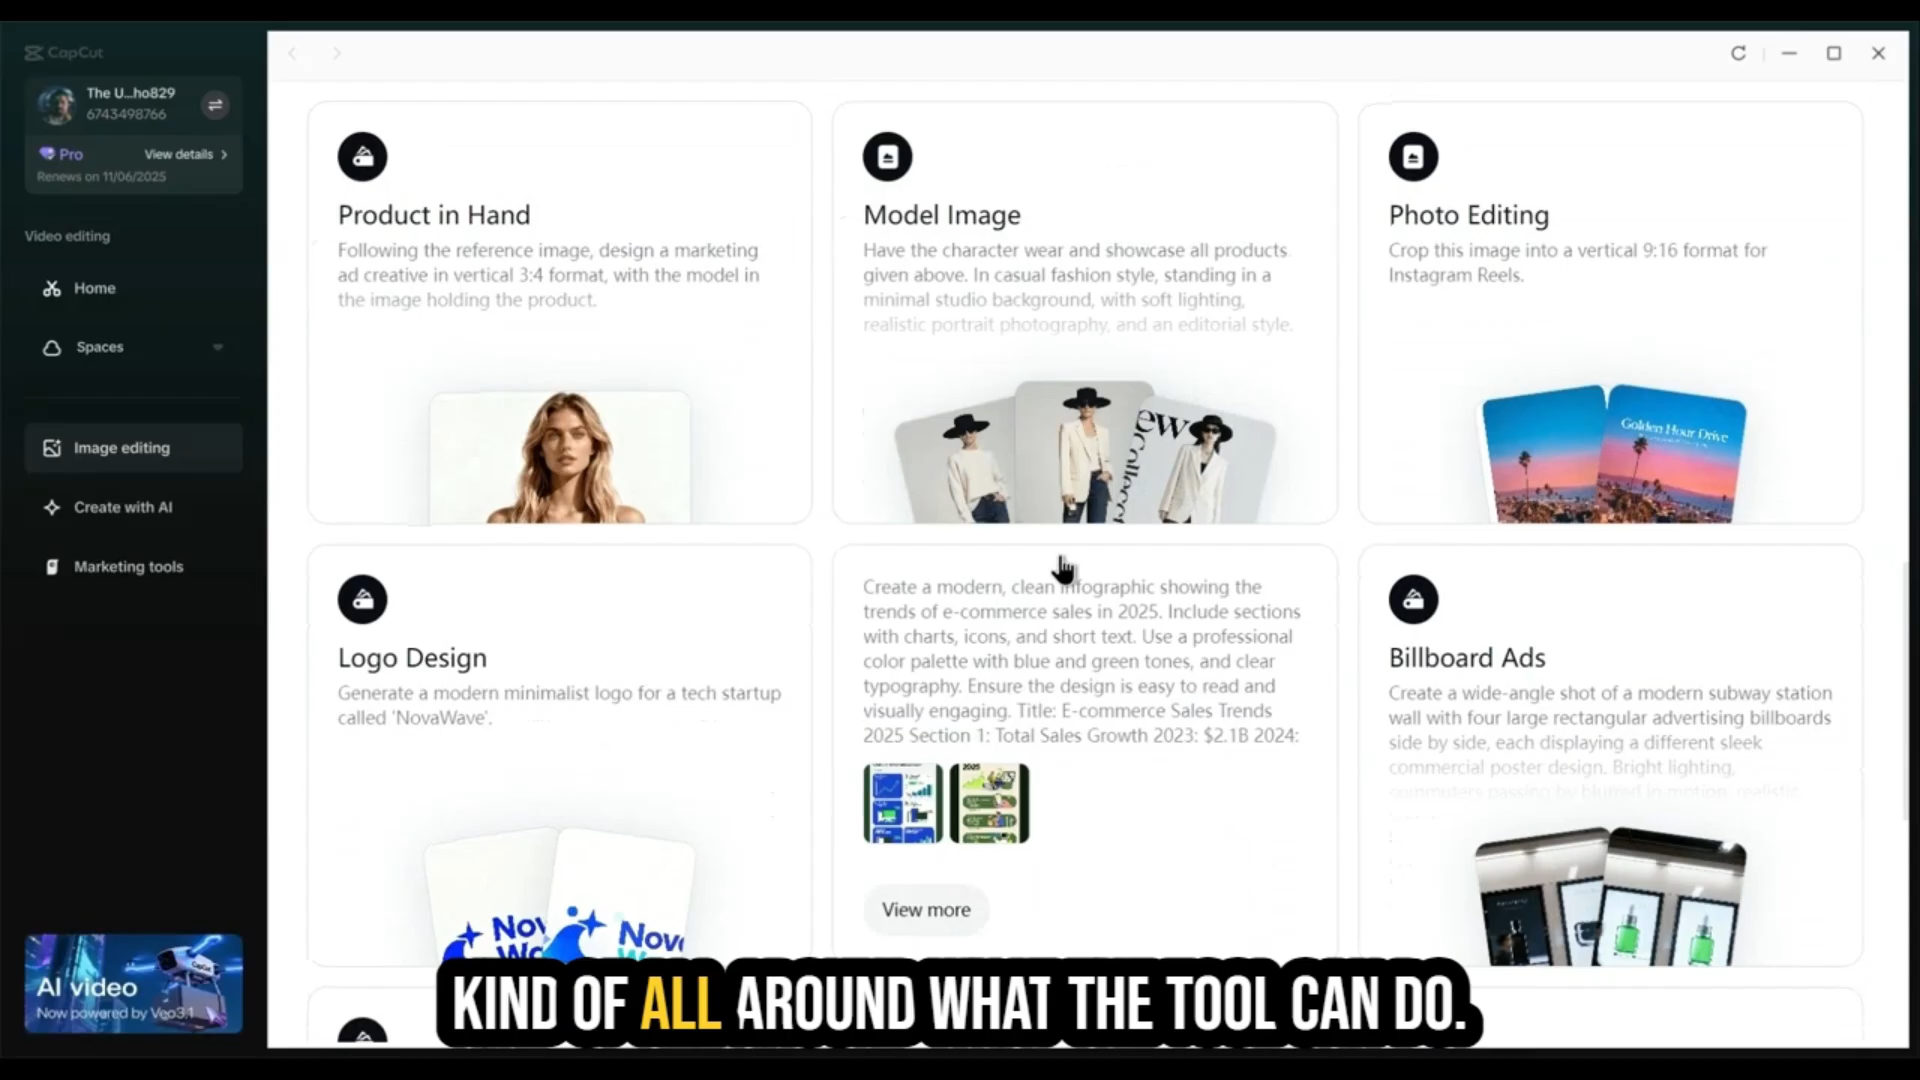 CapCut
The U...ho829
6743498766
Pro
View details >
Renews on 11/06/2025
Video editing
Home
Spaces
Image editing
Create with AI
Marketing tools
AI video
Now powered by Veo3.1
Product in Hand
Following the reference image, design a marketing
ad creative in vertical 3:4 format, with the model in
the image holding the product.
Model Image
Have the character wear and showcase all products
given above. In casual fashion style, standing in a
minimal studio background, with soft lighting,
realistic portrait photography, and an editorial style.
Photo Editing
Crop this image into a vertical 9:16 format for
Instagram Reels.
Golden Hour Drive
Logo Design
Generate a modern minimalist logo for a tech startup
called 'NovaWave'.
Create a modern, clean infographic showing the
trends of e-commerce sales in 2025. Include sections
with charts, icons, and short text. Use a professional
color palette with blue and green tones, and clear
typography. Ensure the design is easy to read and
visually engaging. Title: E-commerce Sales Trends
2025 Section 1: Total Sales Growth 2023: $2.1B 2024:
2025
View more
Billboard Ads
Create a wide-angle shot of a modern subway station
wall with four large rectangular advertising billboards
side by side, each displaying a different sleek
commercial poster design. Bright lighting,
commuters passing by blurred in motion, realistic
KIND OF ALL AROUND WHAT THE TOOL CAN DO.